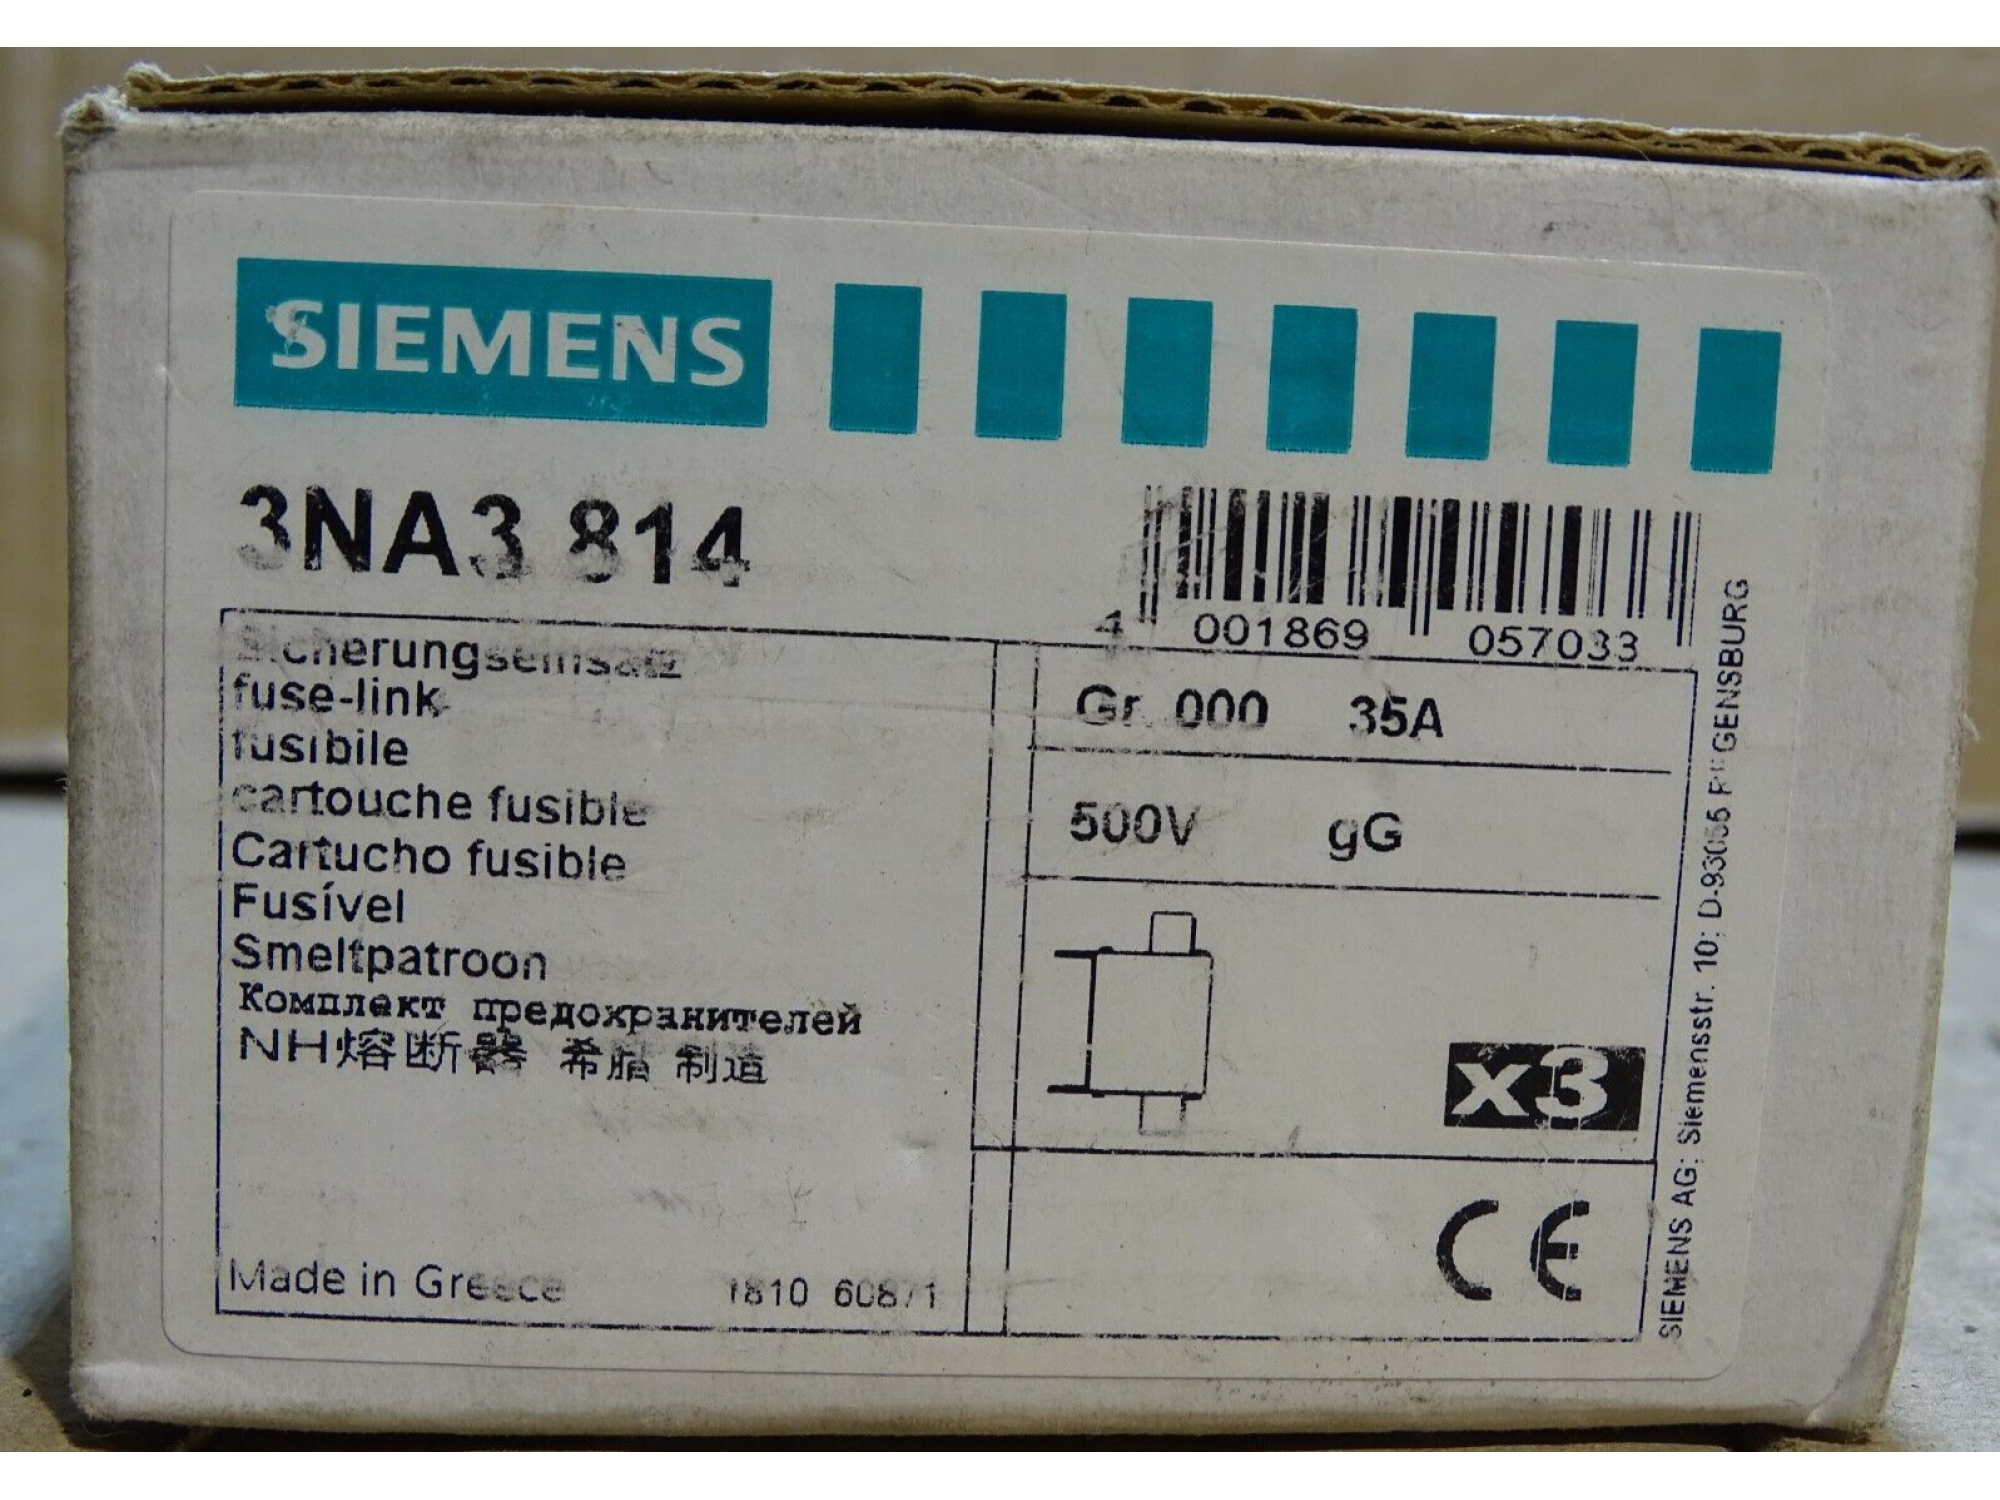 SIEMENS
3NA3 814
4 001869 057033
Sicherungseinsatz
fuse-link
fusibile
cartouche fusible
Cartucho fusible
Fusível
Smeltpatroon
Комплект предохранителей
NH熔断器 希腊 制造
Made in Greece 1810 60871
Gr. 000 35A
500V gG
x3
CE
SIEMENS AG; Siemensstr. 10; D-93055 REGENSBURG